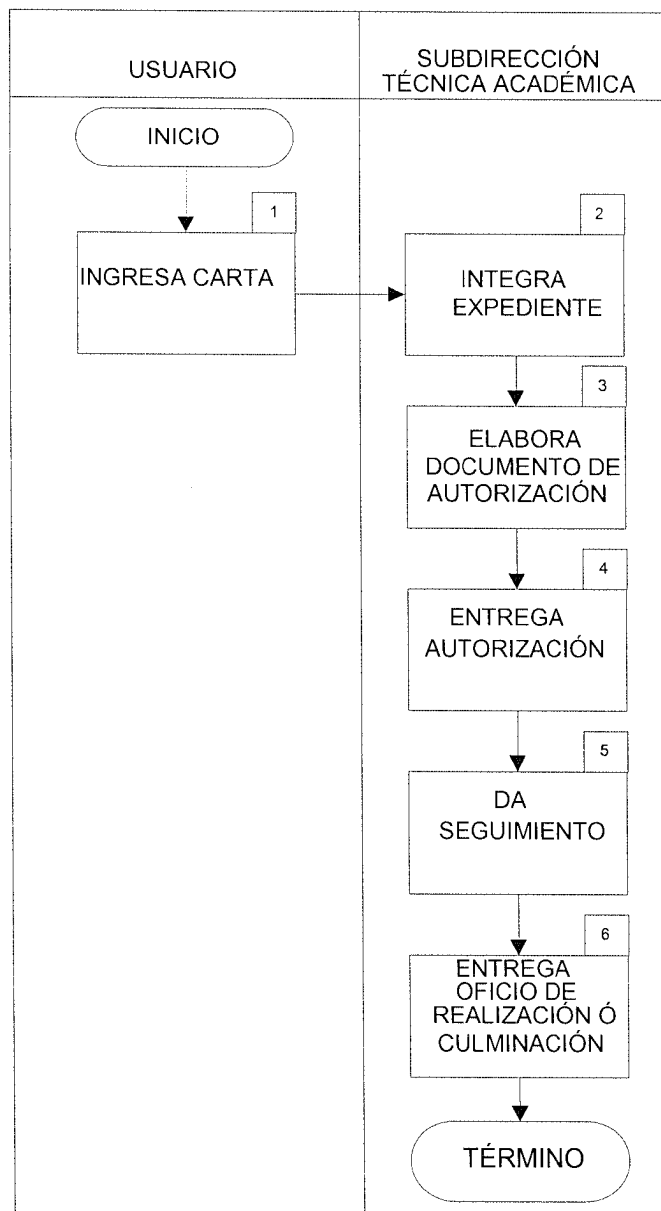 USUARIO
SUBDIRECCIÓN
TÉCNICA ACADÉMICA
INICIO
1
INGRESA CARTA
2
INTEGRA
EXPEDIENTE
3
ELABORA
DOCUMENTO DE
AUTORIZACIÓN
4
ENTREGA
AUTORIZACIÓN
5
DA
SEGUIMIENTO
6
ENTREGA
OFICIO DE
REALIZACIÓN Ó
CULMINACIÓN
TÉRMINO